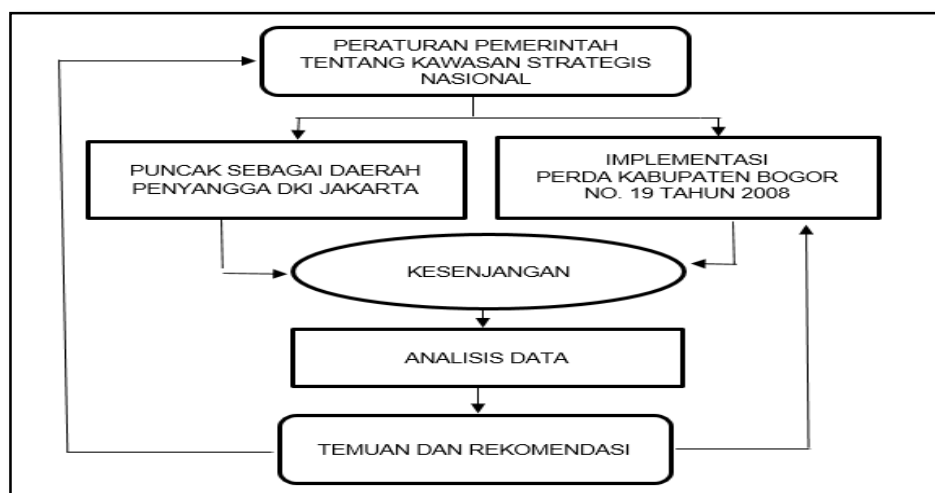 PERATURAN PEMERINTAH
TENTANG KAWASAN STRATEGIS
NASIONAL
PUNCAK SEBAGAI DAERAH
PENYANGGA DKI JAKARTA
IMPLEMENTASI
PERDA KABUPATEN BOGOR
NO. 19 TAHUN 2008
KESENJANGAN
ANALISIS DATA
TEMUAN DAN REKOMENDASI